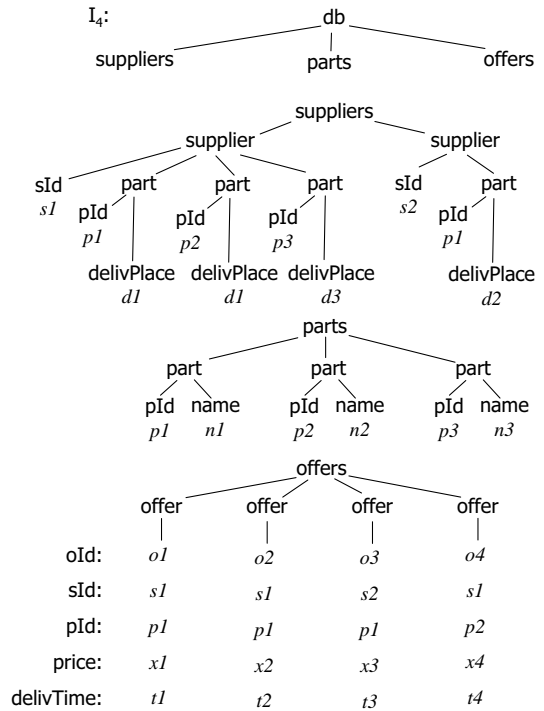 I4: db
suppliers parts offers
suppliers
supplier supplier
sId part part part sId part
s1 pId pId pId s2 pId
p1 p2 p3 p1
delivPlace delivPlace delivPlace delivPlace
d1 d1 d3 d2
parts
part part part
pId name pId name pId name
p1 n1 p2 n2 p3 n3
offers
offer offer offer offer
oId: o1 o2 o3 o4
sId: s1 s1 s2 s1
pId: p1 p1 p1 p2
price: x1 x2 x3 x4
delivTime: t1 t2 t3 t4